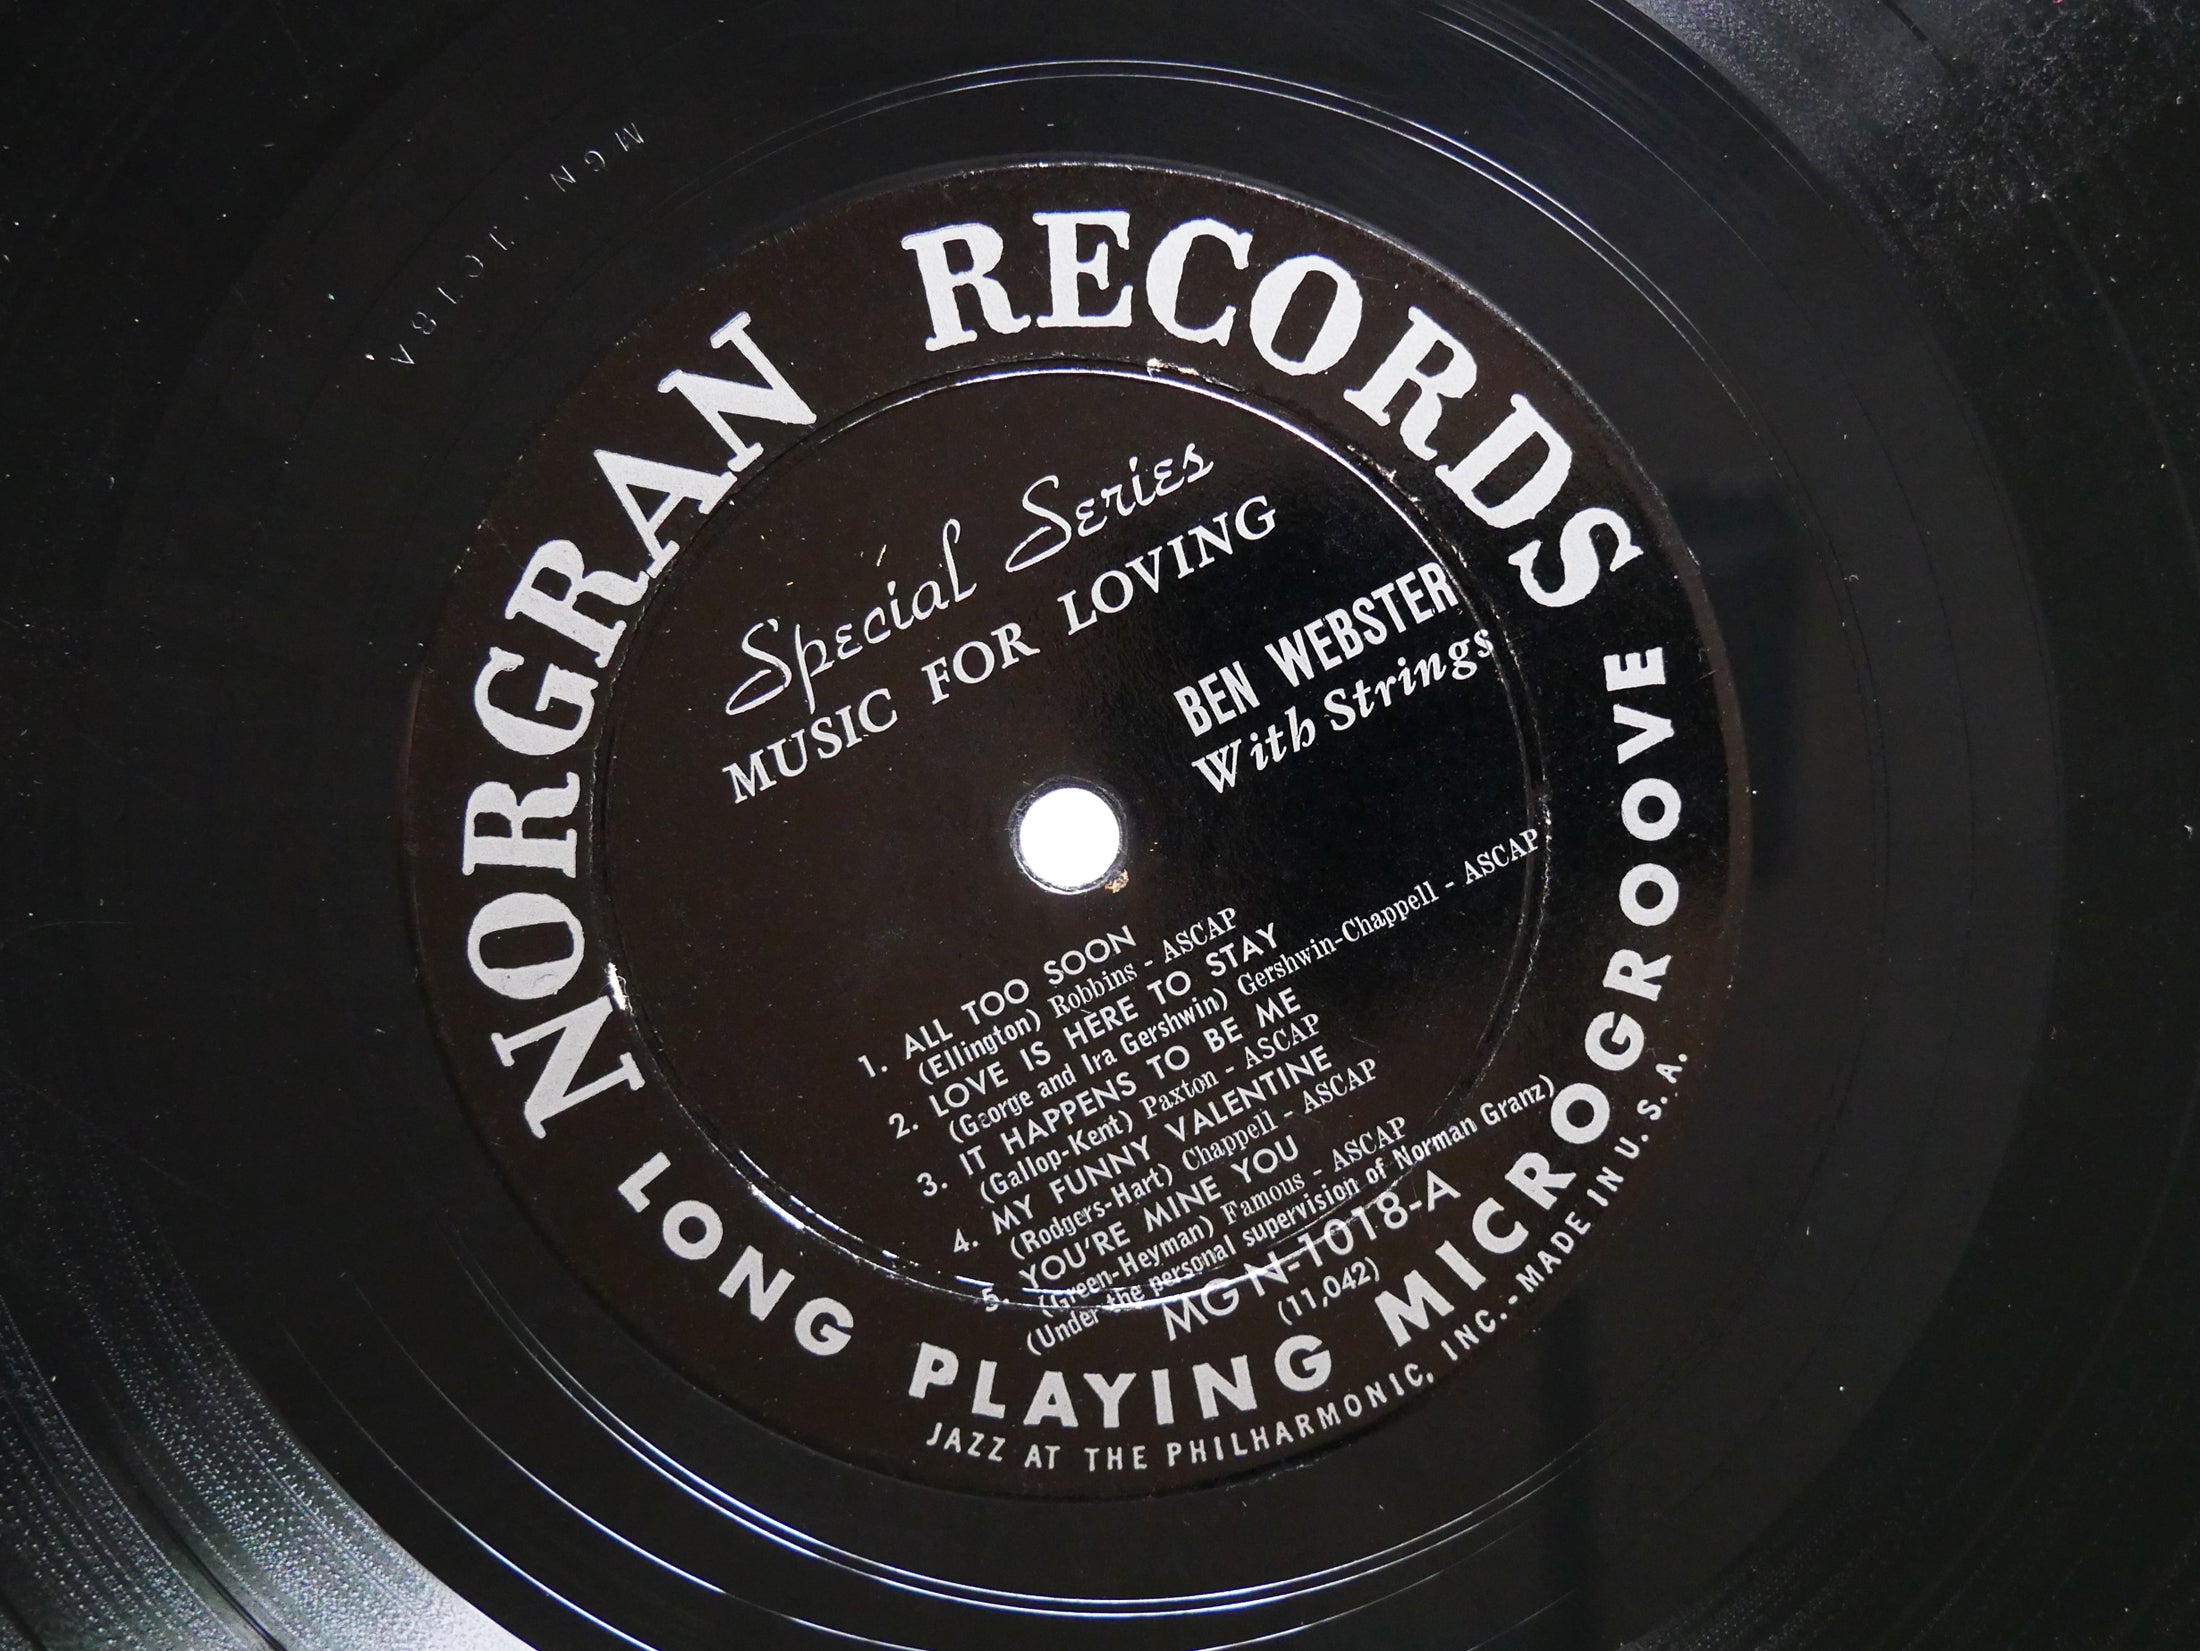 MGN 1018A
NORGRAN RECORDS
Special Series
MUSIC FOR LOVING
BEN WEBSTER
With Strings
1. ALL TOO SOON
(Ellington) Robbins - ASCAP
2. LOVE IS HERE TO STAY
(George and Ira Gershwin) Gershwin-Chappell - ASCAP
3. IT HAPPENS TO BE ME
(Gallop-Kent) Paxton - ASCAP
4. MY FUNNY VALENTINE
(Rodgers-Hart) Chappell - ASCAP
5. YOU'RE MINE YOU
(Green-Heyman) Famous - ASCAP
(Under the personal supervision of Norman Granz)
MG N-1018-A
(11,042)
LONG PLAYING MICROGROOVE
JAZZ AT THE PHILHARMONIC, INC.-MADE IN U. S. A.